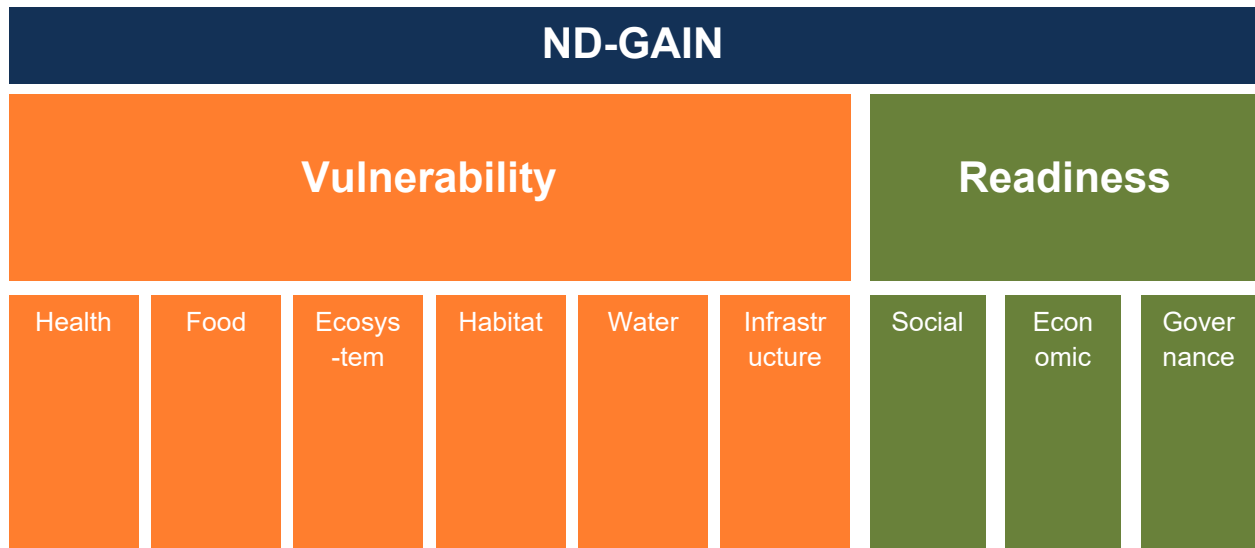 ND-GAIN
Vulnerability
Readiness
Health
Food
Ecosys
-tem
Habitat
Water
Infrastr
ucture
Social
Econ
omic
Gover
nance